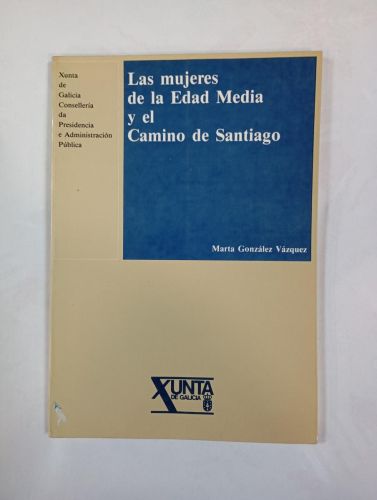 Xunta
de
Galicia
Consellería
da
Presidencia
e Administración
Pública
Las mujeres
de la Edad Media
y el
Camino de Santiago
Marta González Vázquez
XUNTA
DE GALICIA